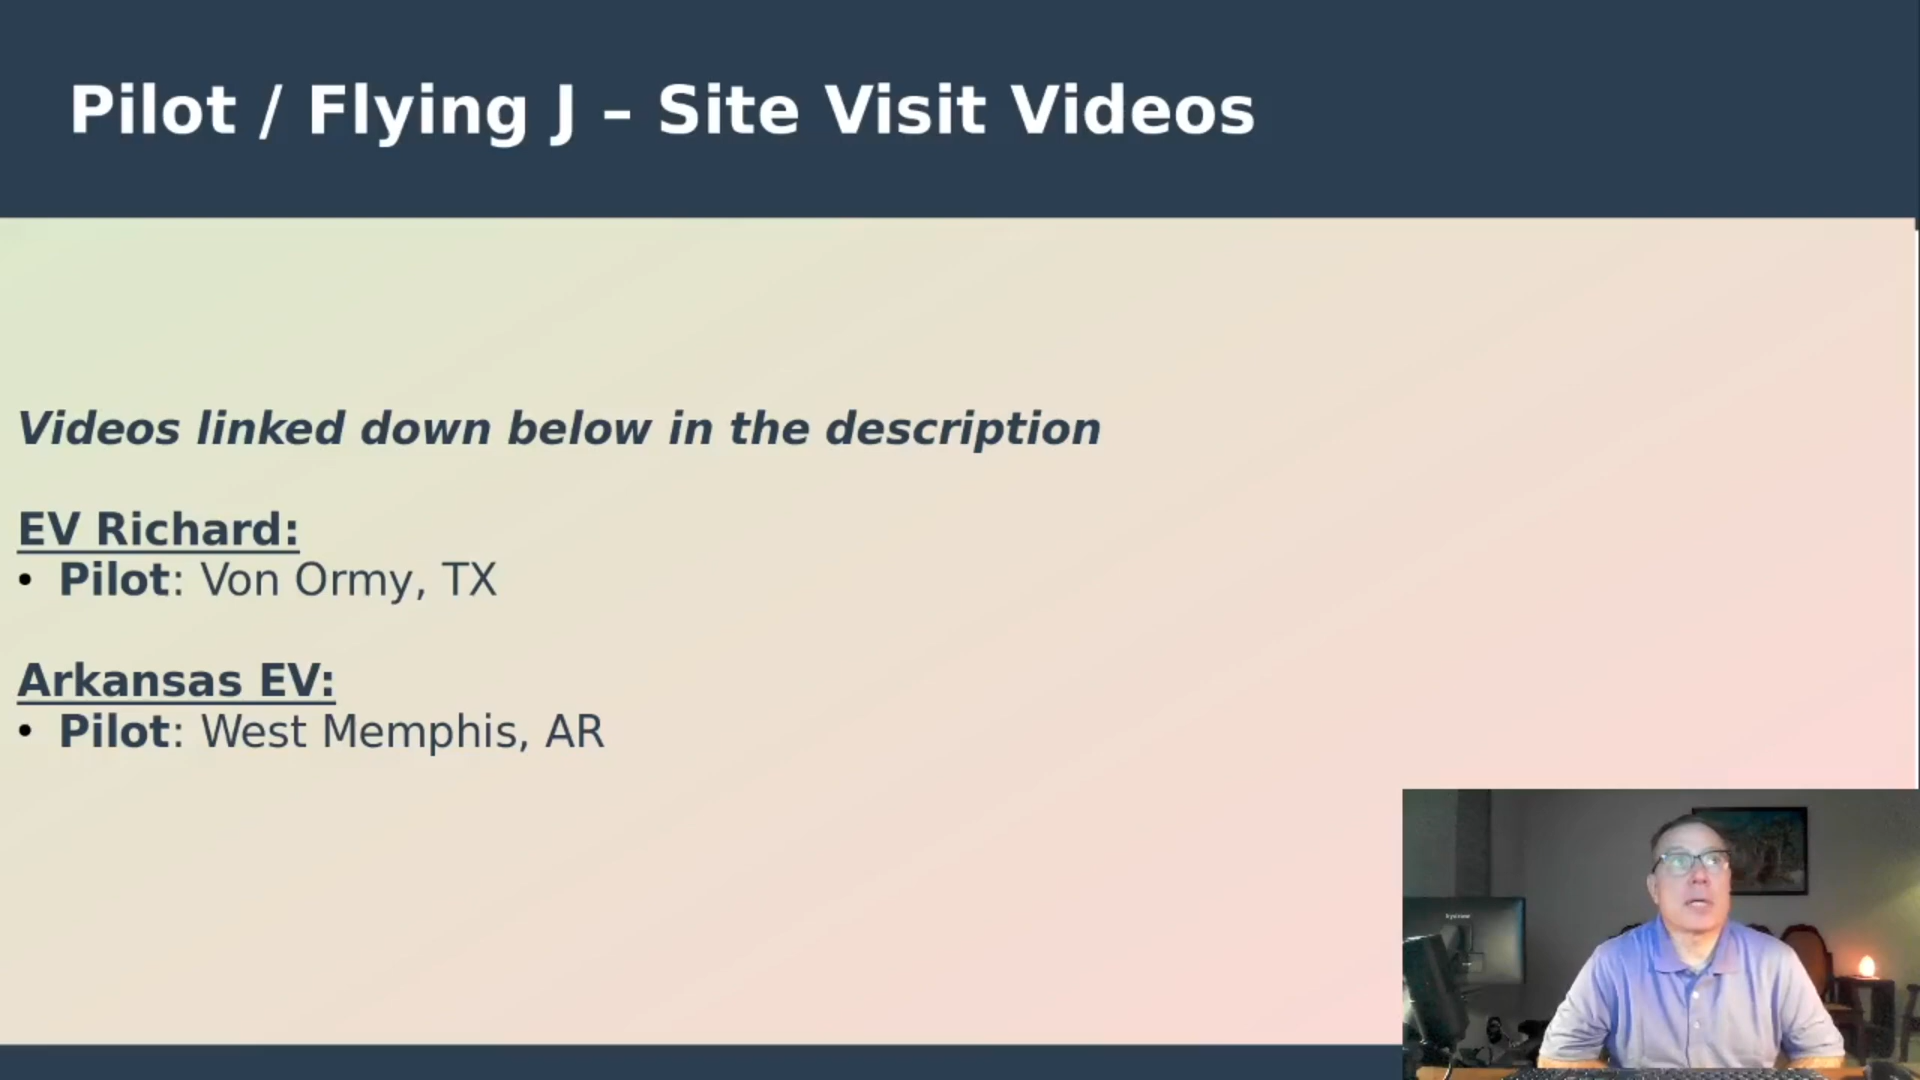 Pilot / Flying J – Site Visit Videos
Videos linked down below in the description
EV Richard:
• Pilot: Von Ormy, TX
Arkansas EV:
• Pilot: West Memphis, AR